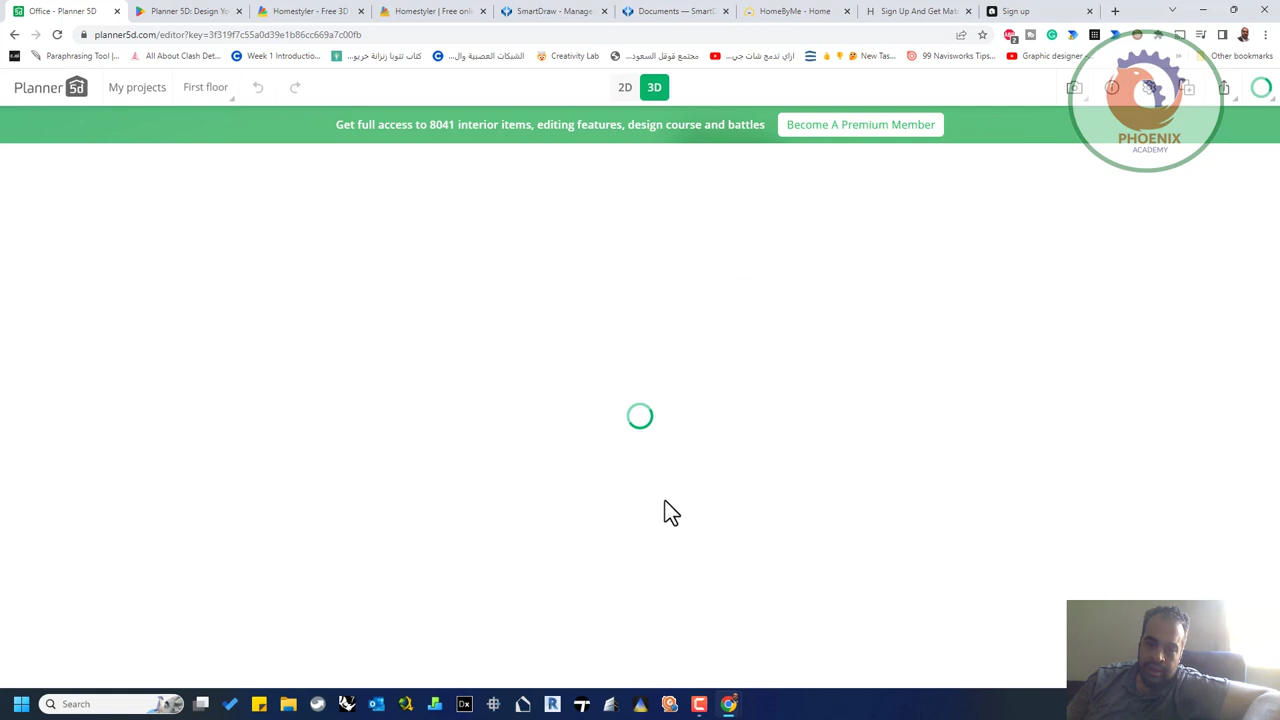 Office - Planner 5D
Planner 5D: Design Yo
Homestyler - Free 3D
Homestyler | Free onli
SmartDraw - Manage
Documents — SmartD
HomeByMe - Home
Sign Up And Get Mat
Sign up
planner5d.com/editor?key=3f319f7c55a0d39e1b86cc669a7c00fb
Paraphrasing Tool |...
All About Clash Det...
Week 1 Introductio...
كتاب تنويا زنزانة خريو...
الشبكات العصبية وال...
Creativity Lab
مجتمع قوقل السعود...
ازاي تدمج شات جي...
New Tas...
99 Navisworks Tips...
Graphic designer -
Other bookmarks
Planner 5d
My projects
First floor
2D
3D
Get full access to 8041 interior items, editing features, design course and battles
Become A Premium Member
PHOENIX
ACADEMY
Search